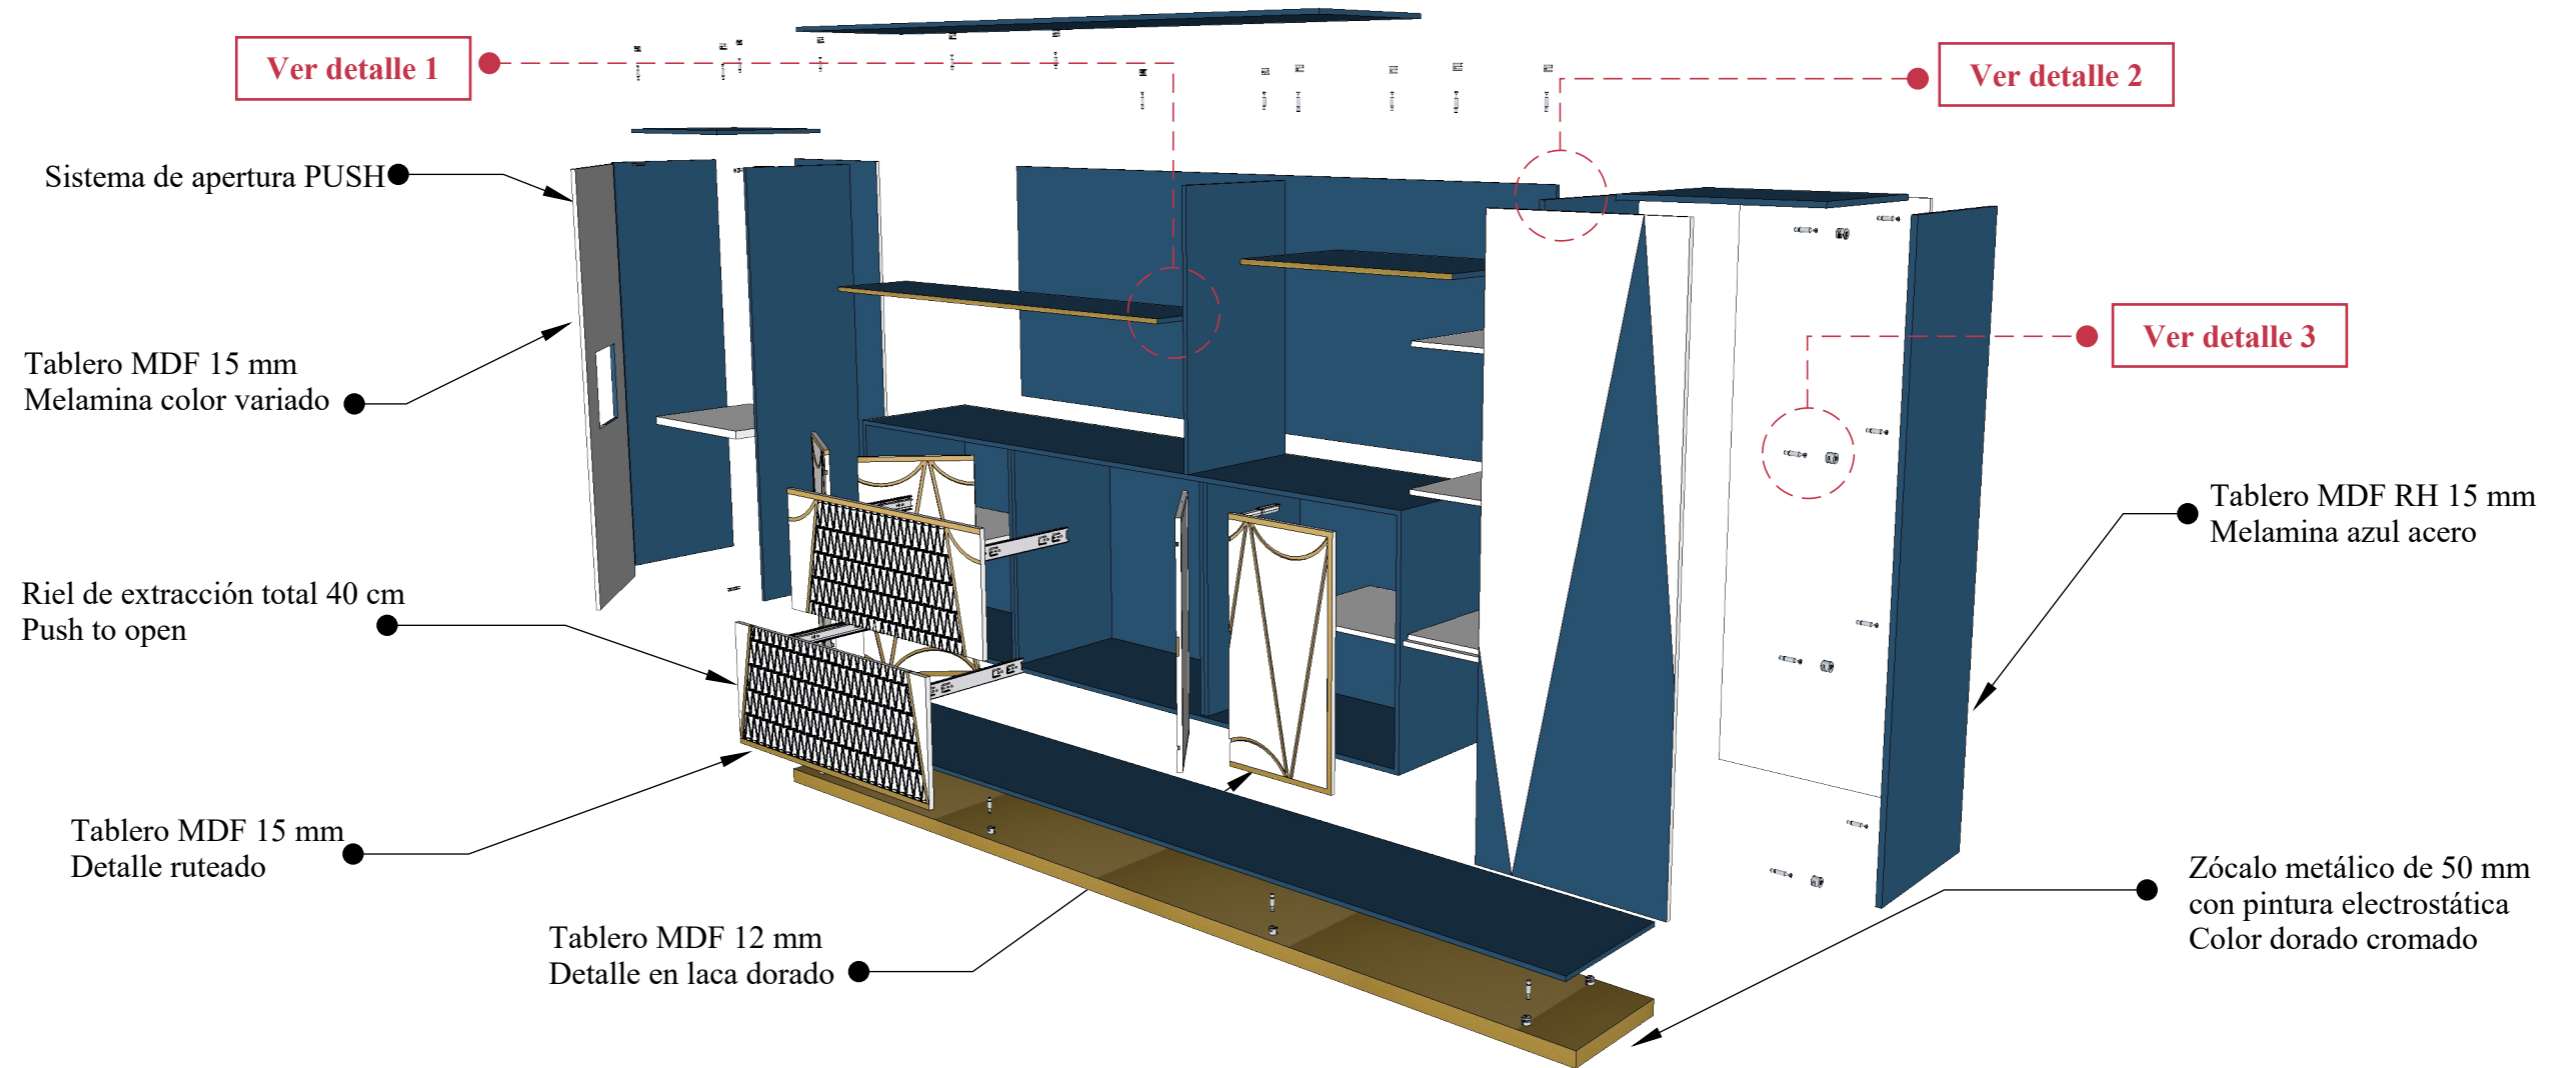 Ver detalle 1
Ver detalle 2
Sistema de apertura PUSH
Ver detalle 3
Tablero MDF 15 mm
Melamina color variado
Tablero MDF RH 15 mm
Melamina azul acero
Riel de extracción total 40 cm
Push to open
Tablero MDF 15 mm
Detalle ruteado
Zócalo metálico de 50 mm
con pintura electrostática
Color dorado cromado
Tablero MDF 12 mm
Detalle en laca dorado